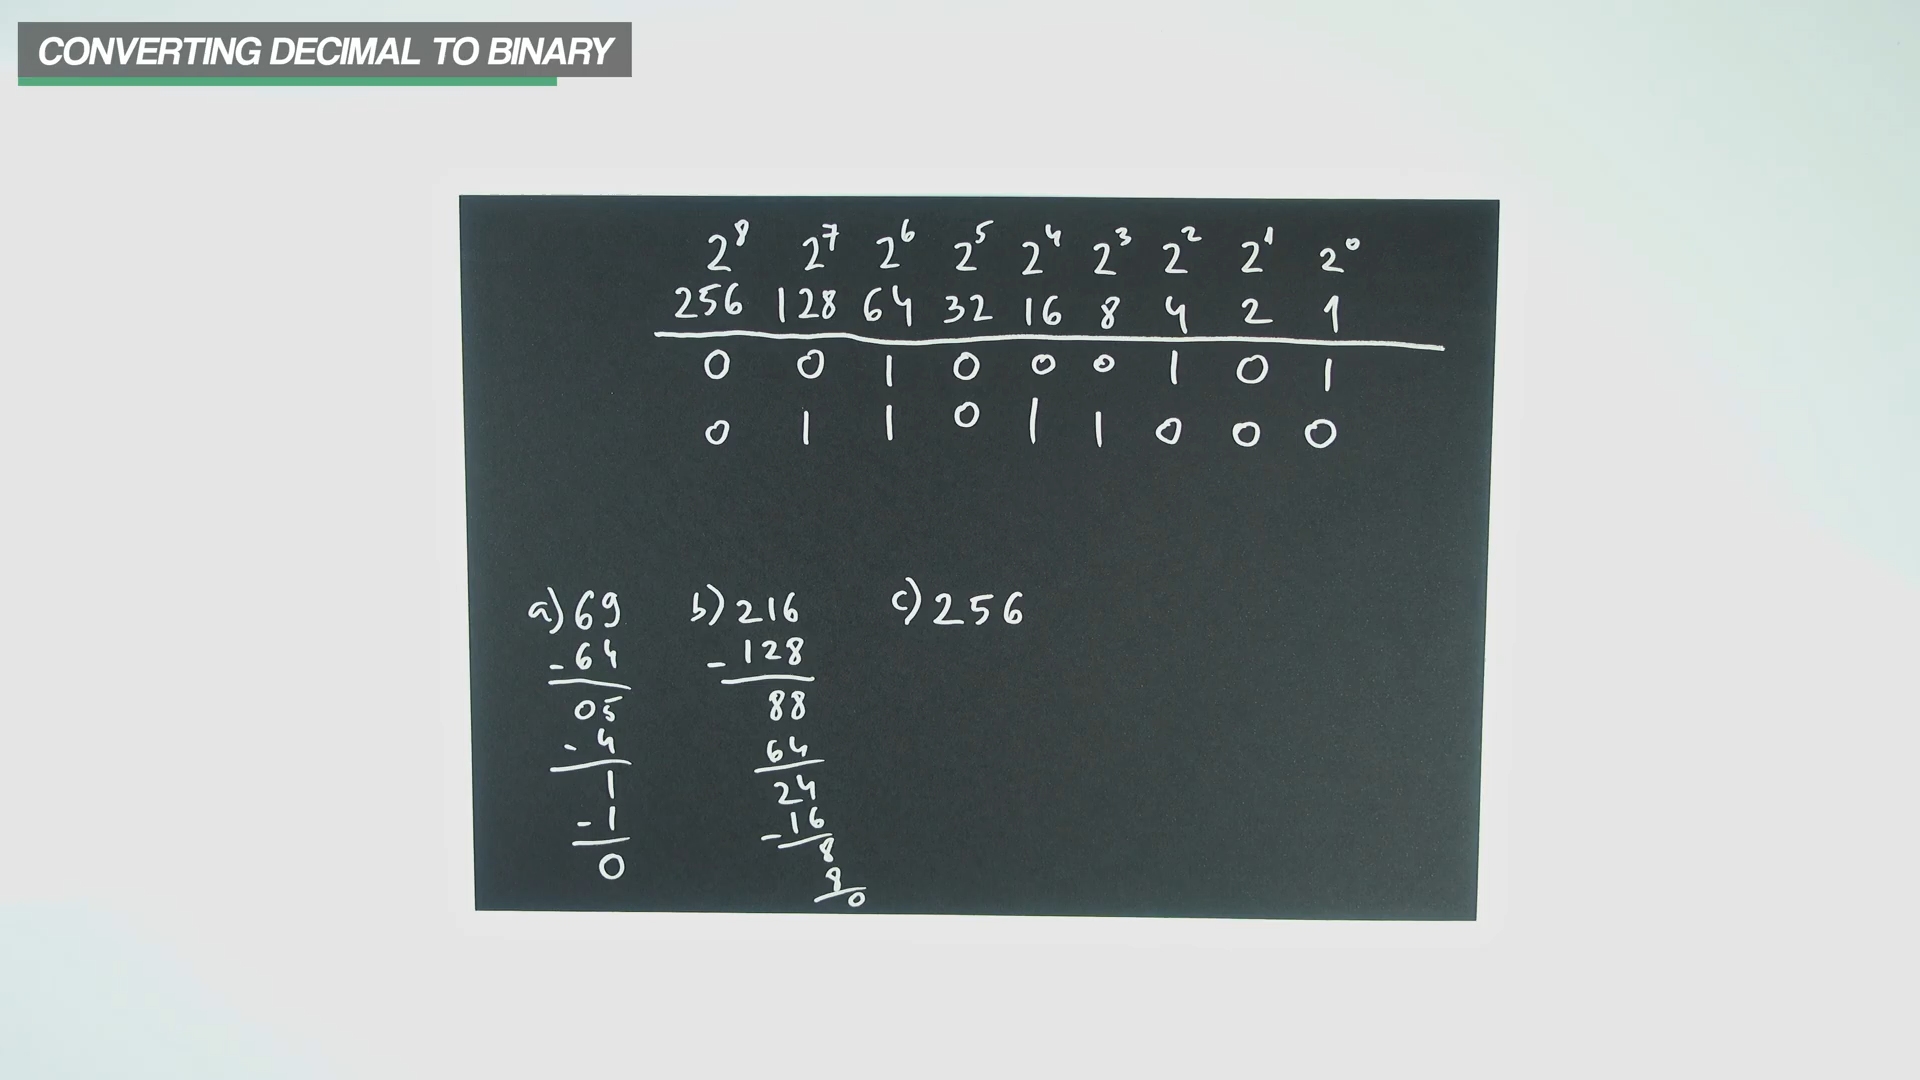 CONVERTING DECIMAL TO BINARY
2⁸ 2⁷ 2⁶ 2⁵ 2⁴ 2³ 2² 2¹ 2⁰
256 128 64 32 16 8 4 2 1
0 0 1 0 0 0 1 0 1
0 1 1 0 1 1 0 0 0
a) 69
- 64
05
- 4
1
- 1
0
b) 216
- 128
88
64
24
- 16
8
8
0
c) 256